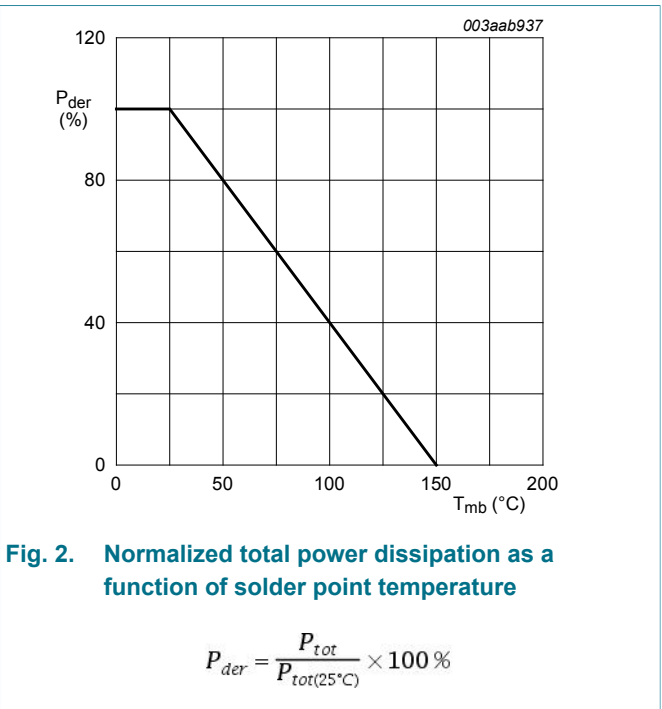 003aab937
120
Pder
(%)
80
40
0
0 50 100 150 200
Tmb (°C)
Fig. 2. Normalized total power dissipation as a
function of solder point temperature
Pder = Ptot / Ptot(25°C) × 100 %